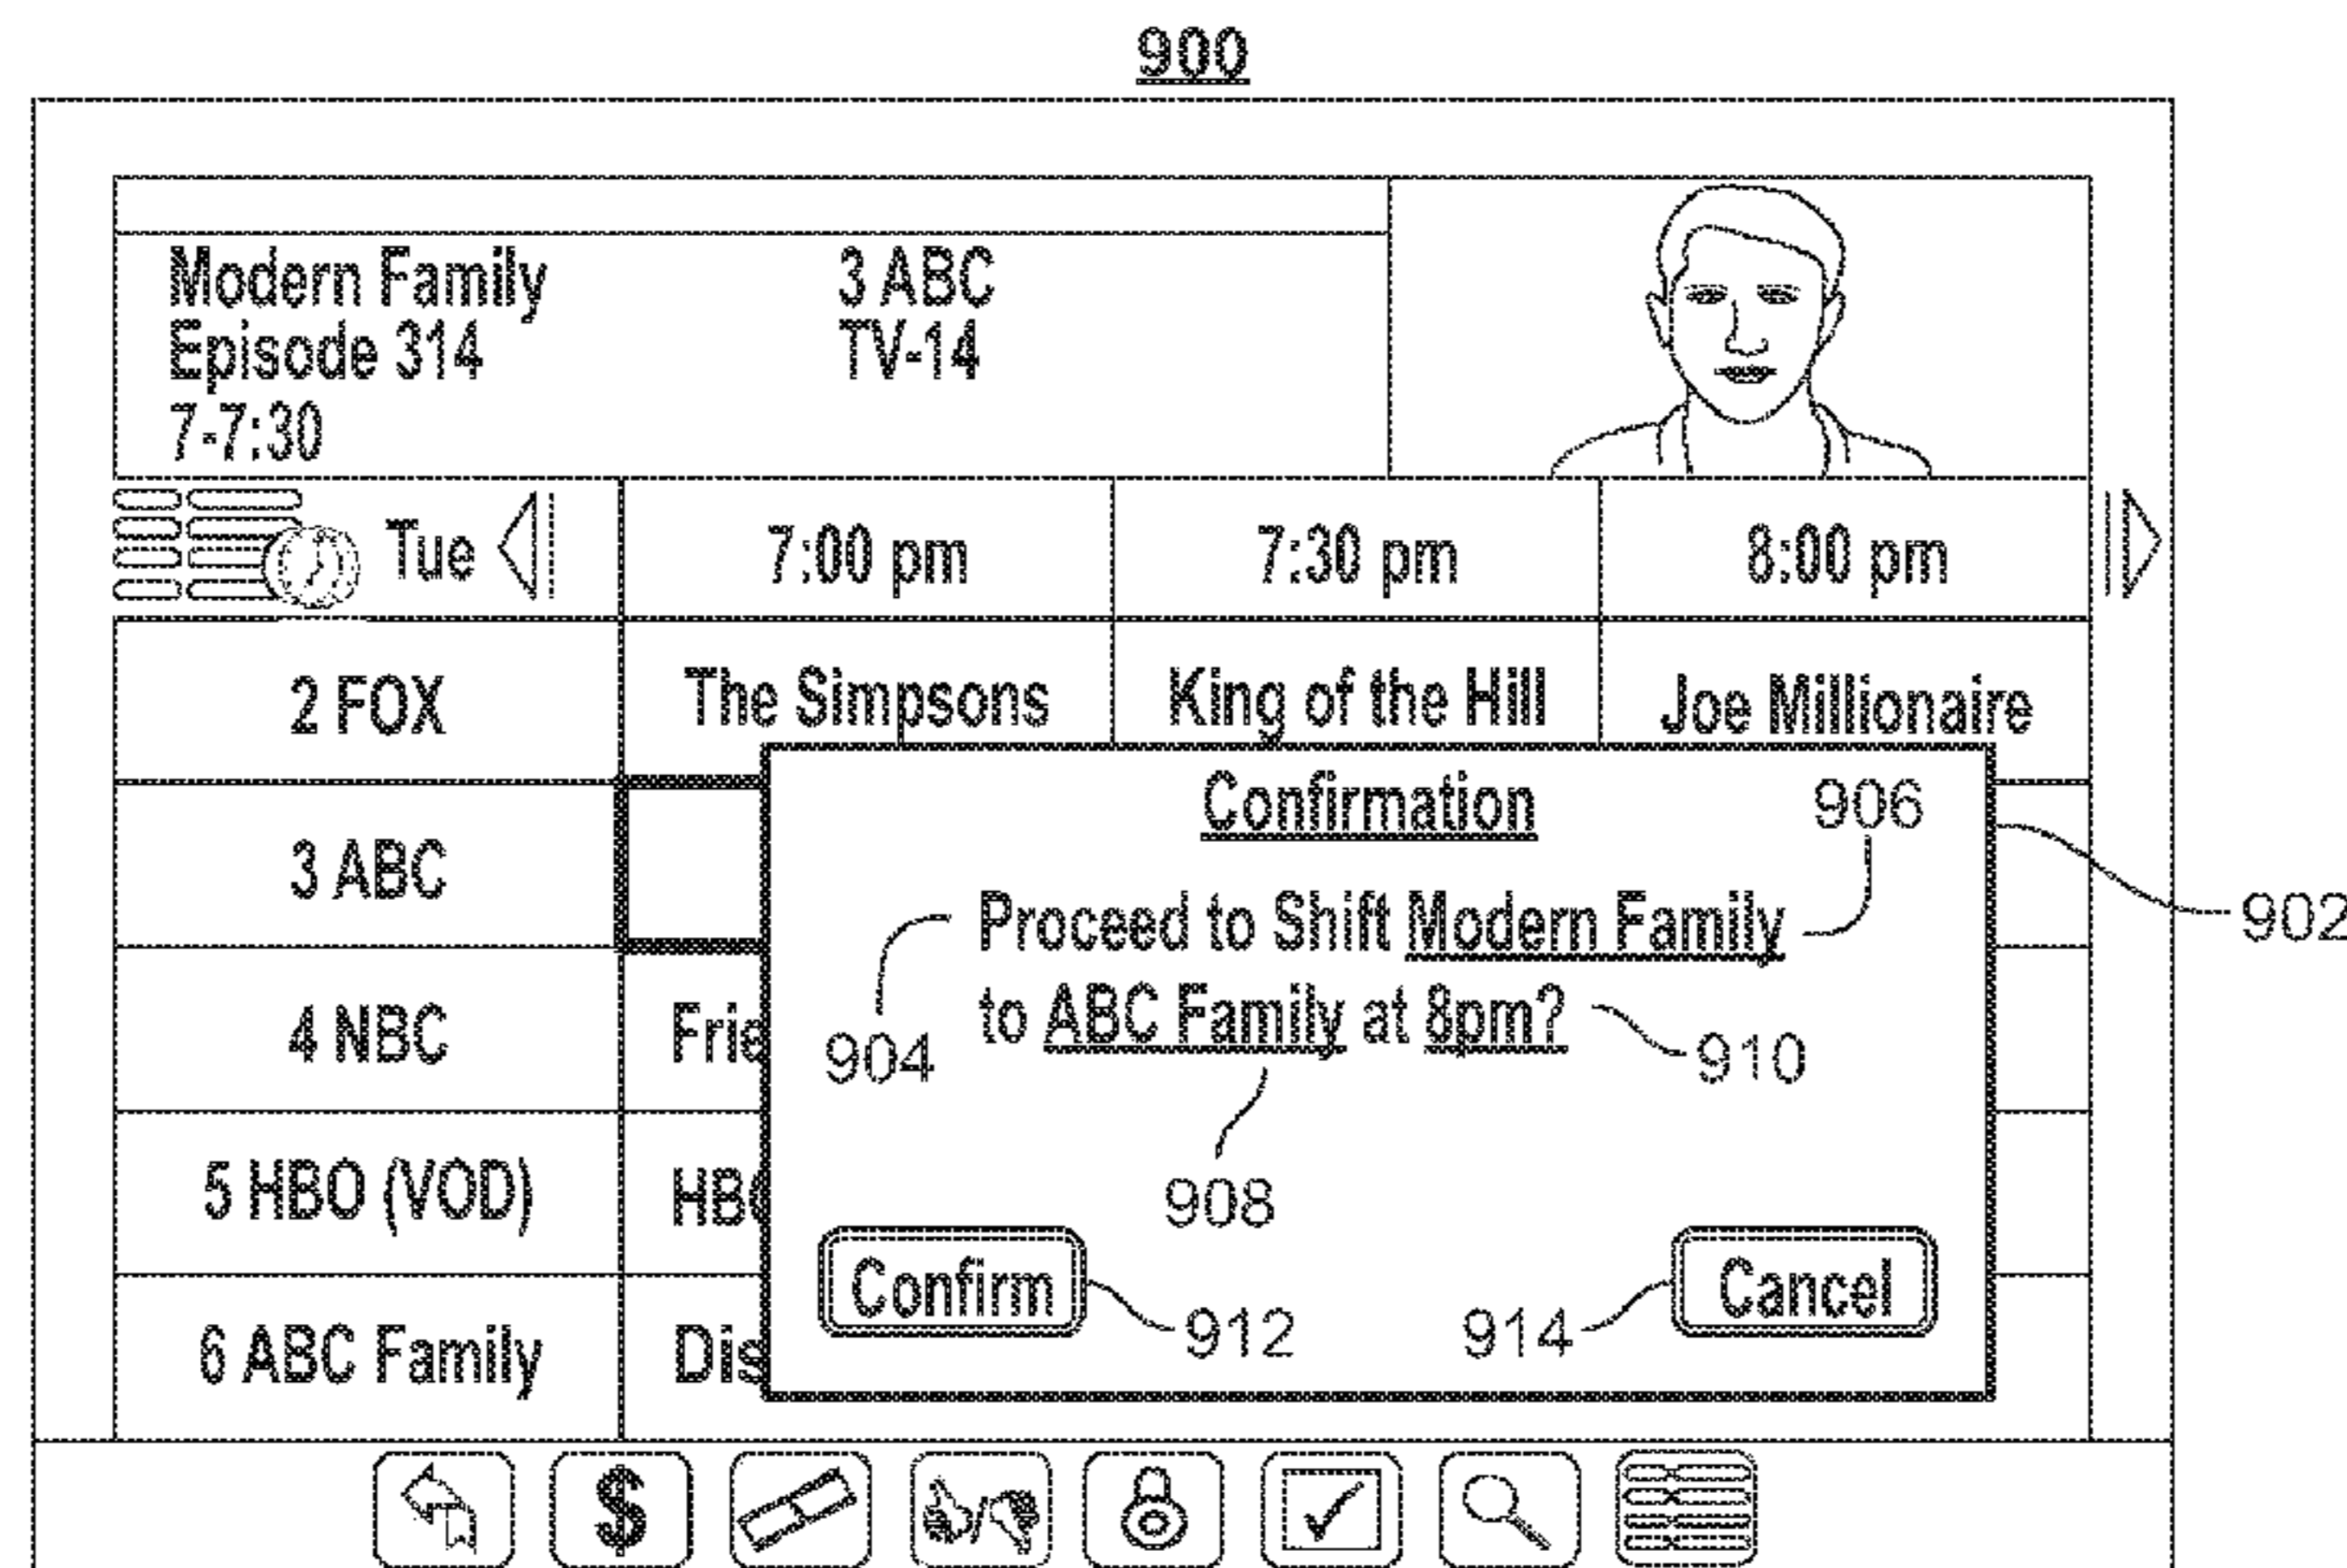 900
Modern Family 3 ABC
Episode 314 TV-14
7-7:30
Tue 7:00 pm 7:30 pm 8:00 pm
2 FOX The Simpsons King of the Hill Joe Millionaire
Confirmation 906
3 ABC
902
Proceed to Shift Modern Family
to ABC Family at 8pm?
4 NBC Frie 904 910
5 HBO (VOD) HBO 908
Confirm 912 914 Cancel
6 ABC Family Dis
$